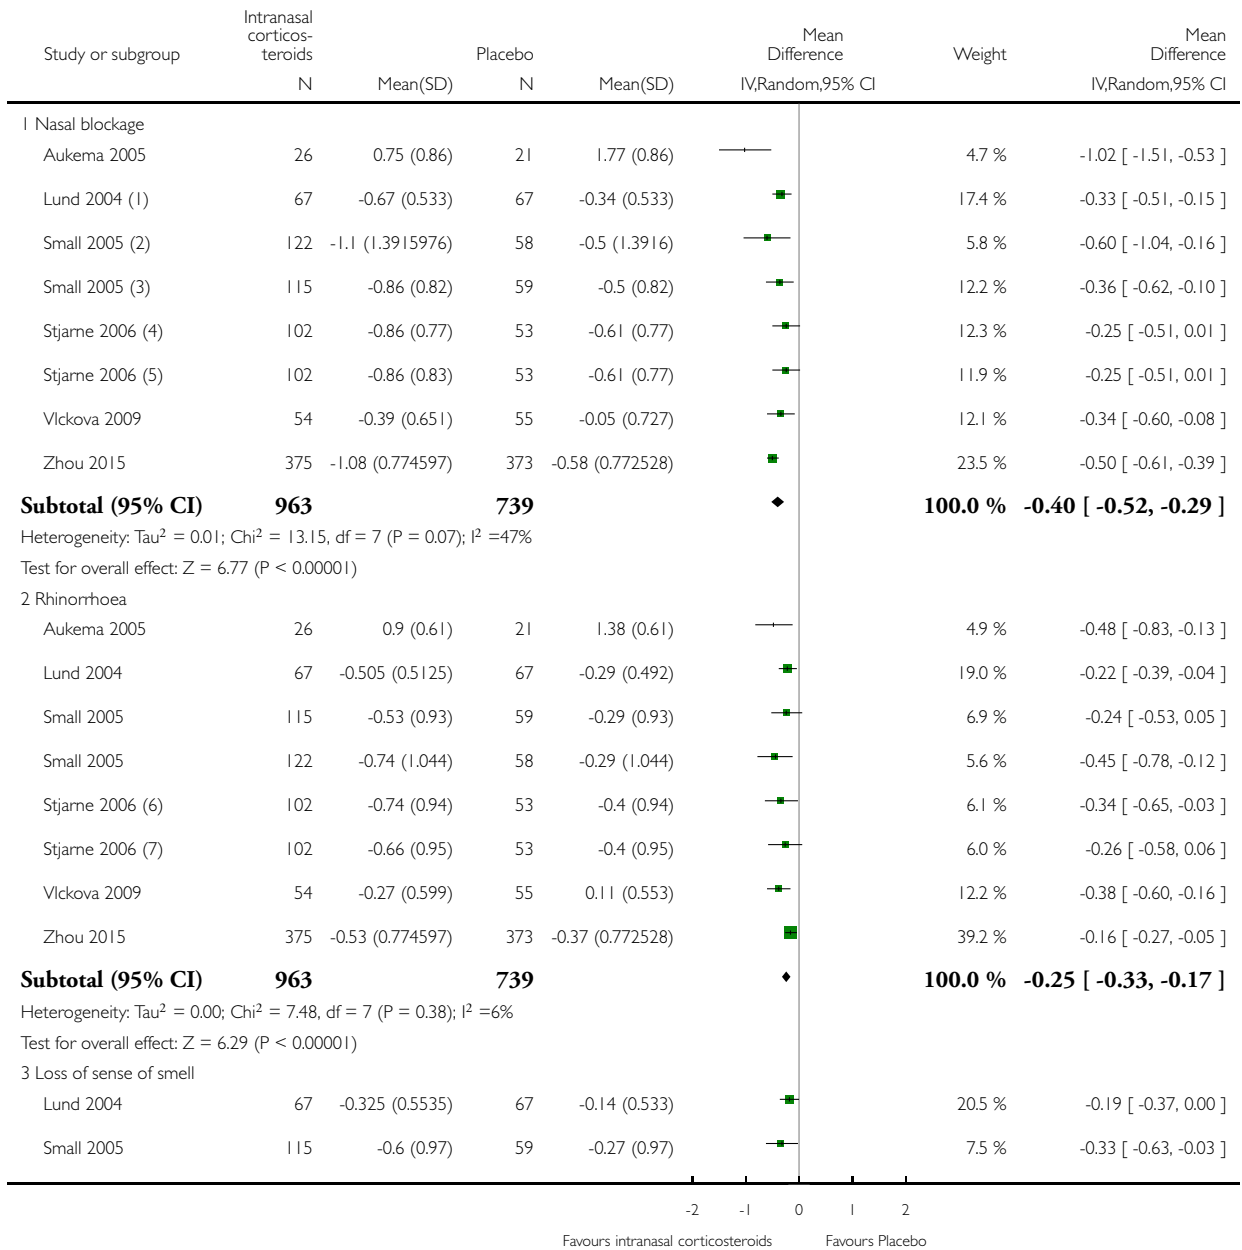 Study or subgroup Intranasal corticos- teroids Placebo Mean Difference Weight Mean Difference
N Mean(SD) N Mean(SD) IV,Random,95% CI IV,Random,95% CI
1 Nasal blockage
Aukema 2005 26 0.75 (0.86) 21 1.77 (0.86) 4.7 % -1.02 [ -1.51, -0.53 ]
Lund 2004 (1) 67 -0.67 (0.533) 67 -0.34 (0.533) 17.4 % -0.33 [ -0.51, -0.15 ]
Small 2005 (2) 122 -1.1 (1.3915976) 58 -0.5 (1.3916) 5.8 % -0.60 [ -1.04, -0.16 ]
Small 2005 (3) 115 -0.86 (0.82) 59 -0.5 (0.82) 12.2 % -0.36 [ -0.62, -0.10 ]
Stjarne 2006 (4) 102 -0.86 (0.77) 53 -0.61 (0.77) 12.3 % -0.25 [ -0.51, 0.01 ]
Stjarne 2006 (5) 102 -0.86 (0.83) 53 -0.61 (0.77) 11.9 % -0.25 [ -0.51, 0.01 ]
Vlckova 2009 54 -0.39 (0.651) 55 -0.05 (0.727) 12.1 % -0.34 [ -0.60, -0.08 ]
Zhou 2015 375 -1.08 (0.774597) 373 -0.58 (0.772528) 23.5 % -0.50 [ -0.61, -0.39 ]
Subtotal (95% CI) 963 739 100.0 % -0.40 [ -0.52, -0.29 ]
Heterogeneity: Tau² = 0.01; Chi² = 13.15, df = 7 (P = 0.07); I² =47%
Test for overall effect: Z = 6.77 (P < 0.00001)
2 Rhinorrhoea
Aukema 2005 26 0.9 (0.61) 21 1.38 (0.61) 4.9 % -0.48 [ -0.83, -0.13 ]
Lund 2004 67 -0.505 (0.5125) 67 -0.29 (0.492) 19.0 % -0.22 [ -0.39, -0.04 ]
Small 2005 115 -0.53 (0.93) 59 -0.29 (0.93) 6.9 % -0.24 [ -0.53, 0.05 ]
Small 2005 122 -0.74 (1.044) 58 -0.29 (1.044) 5.6 % -0.45 [ -0.78, -0.12 ]
Stjarne 2006 (6) 102 -0.74 (0.94) 53 -0.4 (0.94) 6.1 % -0.34 [ -0.65, -0.03 ]
Stjarne 2006 (7) 102 -0.66 (0.95) 53 -0.4 (0.95) 6.0 % -0.26 [ -0.58, 0.06 ]
Vlckova 2009 54 -0.27 (0.599) 55 0.11 (0.553) 12.2 % -0.38 [ -0.60, -0.16 ]
Zhou 2015 375 -0.53 (0.774597) 373 -0.37 (0.772528) 39.2 % -0.16 [ -0.27, -0.05 ]
Subtotal (95% CI) 963 739 100.0 % -0.25 [ -0.33, -0.17 ]
Heterogeneity: Tau² = 0.00; Chi² = 7.48, df = 7 (P = 0.38); I² =6%
Test for overall effect: Z = 6.29 (P < 0.00001)
3 Loss of sense of smell
Lund 2004 67 -0.325 (0.5535) 67 -0.14 (0.533) 20.5 % -0.19 [ -0.37, 0.00 ]
Small 2005 115 -0.6 (0.97) 59 -0.27 (0.97) 7.5 % -0.33 [ -0.63, -0.03 ]
-2 -1 0 1 2
Favours intranasal corticosteroids Favours Placebo